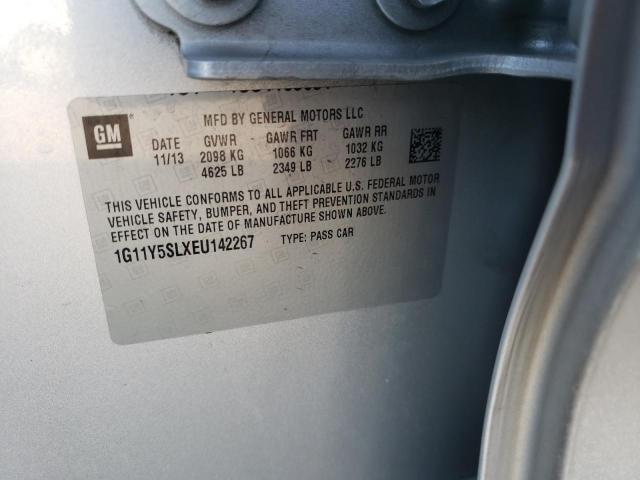 GM
MFD BY GENERAL MOTORS LLC
DATE GVWR GAWR FRT GAWR RR
11/13 2098 KG 1066 KG 1032 KG
4625 LB 2349 LB 2276 LB
THIS VEHICLE CONFORMS TO ALL APPLICABLE U.S. FEDERAL MOTOR
VEHICLE SAFETY, BUMPER, AND THEFT PREVENTION STANDARDS IN
EFFECT ON THE DATE OF MANUFACTURE SHOWN ABOVE.
1G11Y5SLXEU142267 TYPE: PASS CAR